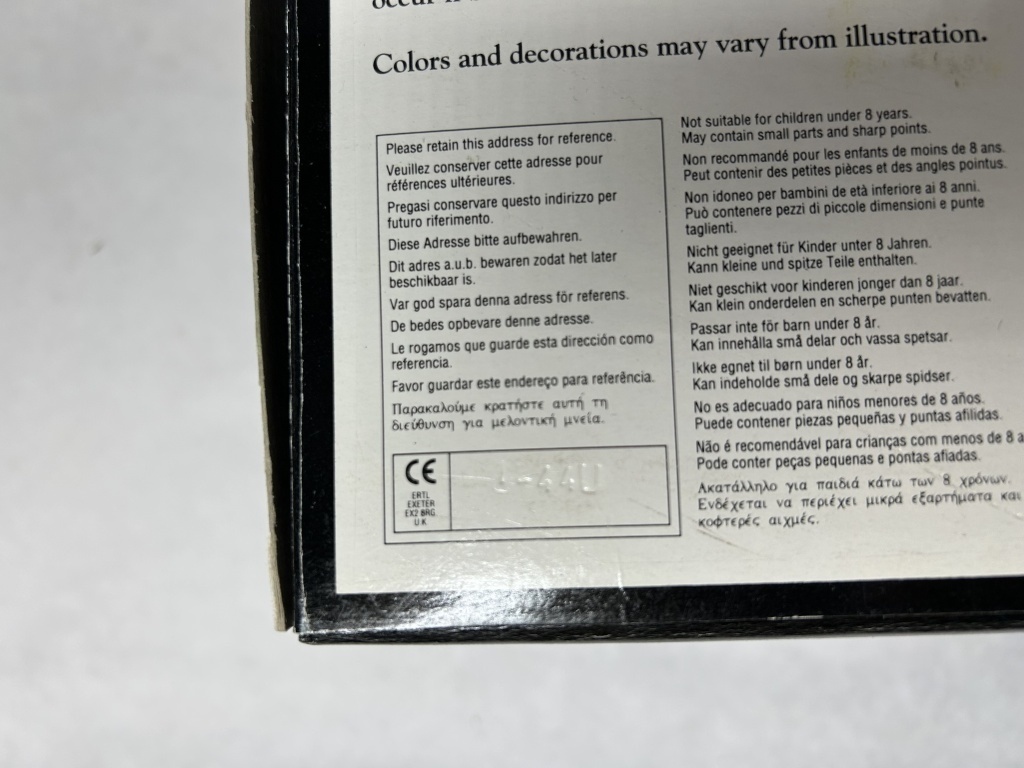 Colors and decorations may vary from illustration.
Please retain this address for reference.
Veuillez conserver cette adresse pour
références ultérieures.
Pregasi conservare questo indirizzo per
futuro riferimento.
Diese Adresse bitte aufbewahren.
Dit adres a.u.b. bewaren zodat het later
beschikbaar is.
Var god spara denna adress för referens.
De bedes opbevare denne adresse.
Le rogamos que guarde esta dirección como
referencia.
Favor guardar este endereço para referência.
Παρακαλούμε κρατήστε αυτή τη
διεύθυνση για μελοντική μνεία.
CE
ERTL
EXETER
EX2 8RG
UK
Not suitable for children under 8 years.
May contain small parts and sharp points.
Non recommandé pour les enfants de moins de 8 ans.
Peut contenir des petites pièces et des angles pointus.
Non idoneo per bambini de età inferiore ai 8 anni.
Può contenere pezzi di piccole dimensioni e punte
taglienti.
Nicht geeignet für Kinder unter 8 Jahren.
Kann kleine und spitze Teile enthalten.
Niet geschikt voor kinderen jonger dan 8 jaar.
Kan klein onderdelen en scherpe punten bevatten.
Passar inte för barn under 8 år.
Kan innehålla små delar och vassa spetsar.
Ikke egnet til børn under 8 år.
Kan indeholde små dele og skarpe spidser.
No es adecuado para niños menores de 8 años.
Puede contener piezas pequeñas y puntas afilidas.
Não é recomendável para crianças com menos de 8 a
Pode conter peças pequenas e pontas afiadas.
Ακατάλληλο για παιδιά κάτω των 8 χρόνων.
Ενδέχεται να περιέχει μικρά εξαρτήματα και
κοφτερές αιχμές.